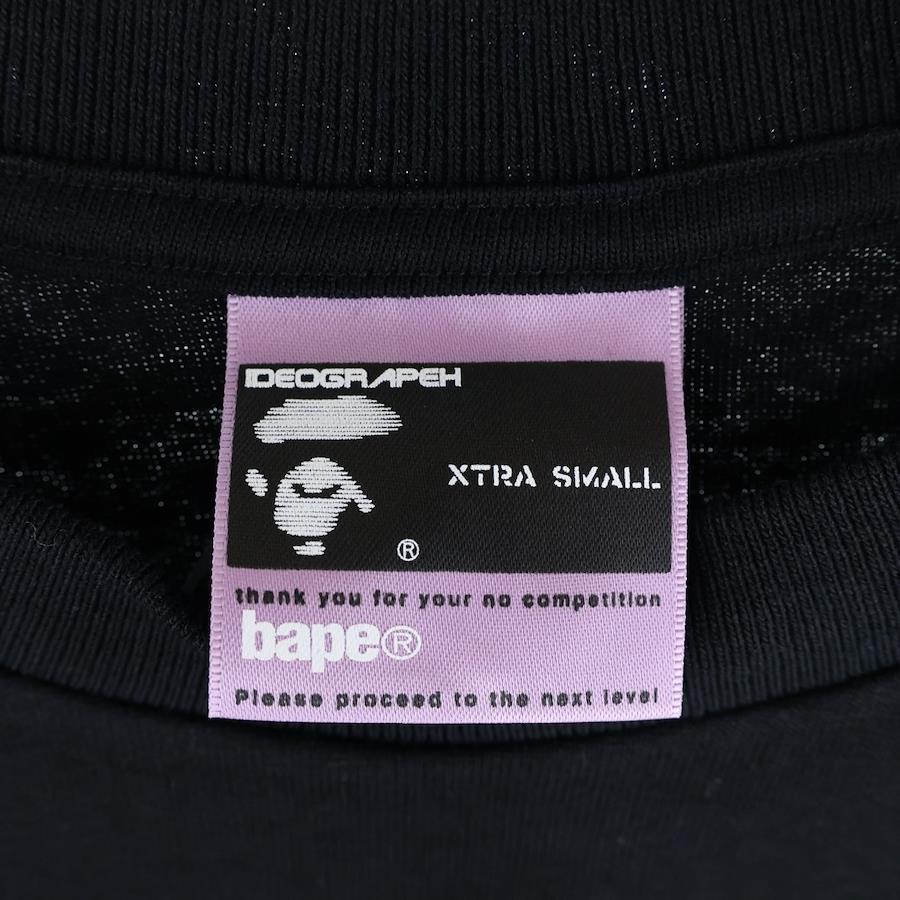 IDEOGRAPEH
XTRA SMALL
®
thank you for your no competition
bape®
Please proceed to the next level